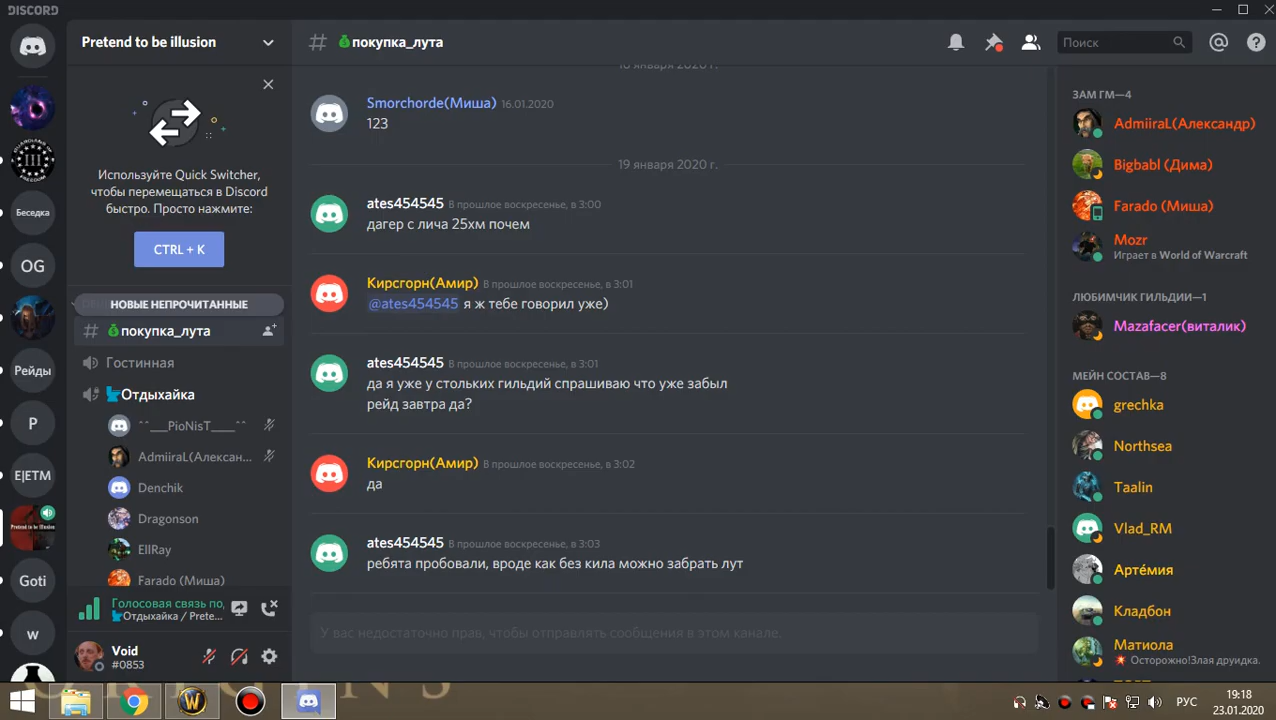 DISCORD
Pretend to be illusion
Используйте Quick Switcher,
чтобы перемещаться в Discord
быстро. Просто нажмите:
CTRL + K
НОВЫЕ НЕПРОЧИТАННЫЕ
покупка_лута
Гостинная
Отдыхайка
^^___PioNisT____^^
AdmiiraL(Алексан...
Denchik
Dragonson
EllRay
Farado (Миша)
Голосовая связь по,
Отдыхайка / Prete...
Void
#0853
Беседка
OG
Рейды
P
E|ETM
Pretend to be illusion
Goti
w
покупка_лута
Поиск
Smorchorde(Миша) 16.01.2020
123
19 января 2020 г.
ates454545 В прошлое воскресенье, в 3:00
дагер с лича 25хм почем
Кирсгорн(Амир) В прошлое воскресенье, в 3:01
@ates454545 я ж тебе говорил уже)
ates454545 В прошлое воскресенье, в 3:01
да я уже у стольких гильдий спрашиваю что уже забыл
рейд завтра да?
Кирсгорн(Амир) В прошлое воскресенье, в 3:02
да
ates454545 В прошлое воскресенье, в 3:03
ребята пробовали, вроде как без кила можно забрать лут
У вас недостаточно прав, чтобы отправлять сообщения в этом канале.
ЗАМ ГМ—4
AdmiiraL(Александр)
Bigbabl (Дима)
Farado (Миша)
Mozr
Играет в World of Warcraft
ЛЮБИМЧИК ГИЛЬДИИ—1
Mazafacer(виталик)
МЕЙН СОСТАВ—8
grechka
Northsea
Taalin
Vlad_RM
Артéмия
Кладбон
Матиола
Осторожно!Злая друидка.
РУС
19:18
23.01.2020